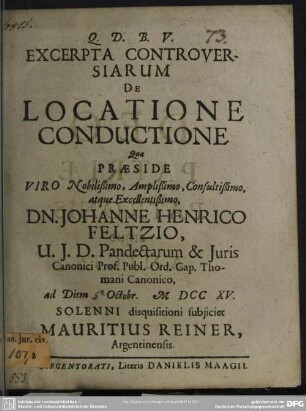 Q. D. B. V.
73.
EXCERPTA CONTROVER-
SIARUM
DE
LOCATIONE
CONDUCTIONE
Quæ
PRÆSIDE
VIRO Nobilißimo, Amplißimo, Consultißimo,
atque Excellentißimo,
DN. JOHANNE HENRICO
FELTZIO,
U. J. D. Pandectarum & Juris
Canonici Prof. Publ. Ord. Cap. Tho-
mani Canonico,
ad Diem Octobr. M DCC XV.
SOLENNI disquisitioni subjiciet
MAURITIUS REINER,
Argentinensis.
ARGENTORATI, Literis DANIELIS MAAGII.